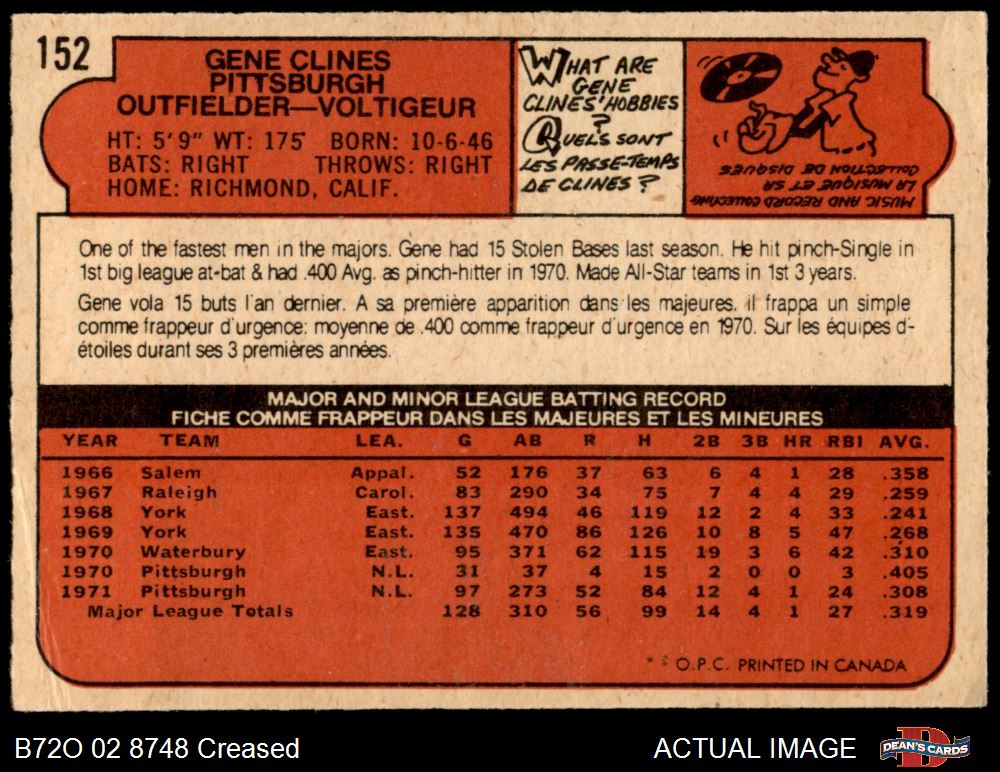 152
GENE CLINES
PITTSBURGH
OUTFIELDER—VOLTIGEUR
HT: 5'9" WT: 175 BORN: 10-6-46
BATS: RIGHT THROWS: RIGHT
HOME: RICHMOND, CALIF.
WHAT ARE
GENE
CLINES' HOBBIES
?
QUELS SONT
LES PASSE-TEMPS
DE CLINES ?
MUSIC AND RECORD COLLECTING
LA MUSIQUE ET SA
COLLECTION DE DISQUES
One of the fastest men in the majors. Gene had 15 Stolen Bases last season. He hit pinch-Single in
1st big league at-bat & had .400 Avg. as pinch-hitter in 1970. Made All-Star teams in 1st 3 years.
Gene vola 15 buts l'an dernier. A sa première apparition dans les majeures. il frappa un simple
comme frappeur d'urgence: moyenne de .400 comme frappeur d'urgence en 1970. Sur les équipes d'-
étoiles durant ses 3 premières années.
MAJOR AND MINOR LEAGUE BATTING RECORD
FICHE COMME FRAPPEUR DANS LES MAJEURES ET LES MINEURES
YEAR TEAM LEA. G AB R H 2B 3B HR RBI AVG.
1966 Salem Appal. 52 176 37 63 6 4 1 28 .358
1967 Raleigh Carol. 83 290 34 75 7 4 4 29 .259
1968 York East. 137 494 46 119 12 2 4 33 .241
1969 York East. 135 470 86 126 10 8 5 47 .268
1970 Waterbury East. 95 371 62 115 19 3 6 42 .310
1970 Pittsburgh N.L. 31 37 4 15 2 0 0 3 .405
1971 Pittsburgh N.L. 97 273 52 84 12 4 1 24 .308
Major League Totals 128 310 56 99 14 4 1 27 .319
O.P.C. PRINTED IN CANADA
B72O 02 8748 Creased
ACTUAL IMAGE
DEAN'S CARDS